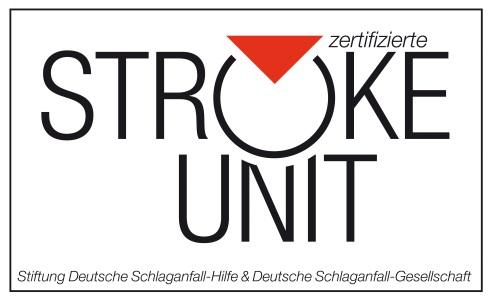 zertifizierte
STROKE
UNIT
Stiftung Deutsche Schlaganfall-Hilfe & Deutsche Schlaganfall-Gesellschaft